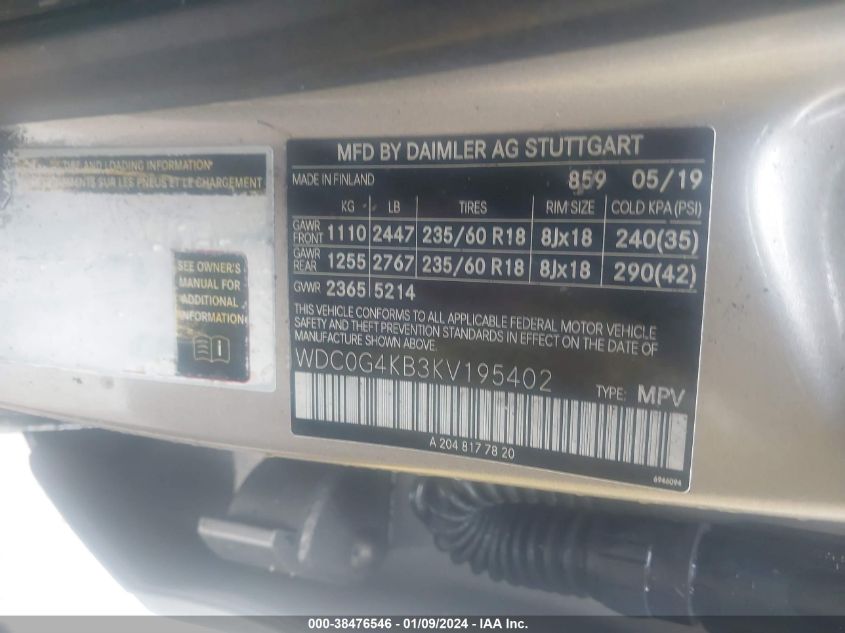 TIRE AND LOADING INFORMATION
SUR LES PNEUS ET LE CHARGEMENT
SEE OWNER'S
MANUAL FOR
ADDITIONAL
INFORMATION
MFD BY DAIMLER AG STUTTGART
MADE IN FINLAND 859 05/19
KG LB TIRES RIM SIZE COLD KPA(PSI)
GAWR FRONT 1110 2447 235/60 R18 8Jx18 240(35)
GAWR REAR 1255 2767 235/60 R18 8Jx18 290(42)
GVWR 2365 5214
THIS VEHICLE CONFORMS TO ALL APPLICABLE FEDERAL MOTOR VEHICLE
SAFETY AND THEFT PREVENTION STANDARDS IN EFFECT ON THE DATE OF
MANUFACTURE SHOWN ABOVE.
WDC0G4KB3KV195402
TYPE: MPV
A 204 817 78 20
6946094
000-38476546 - 01/09/2024 - IAA Inc.